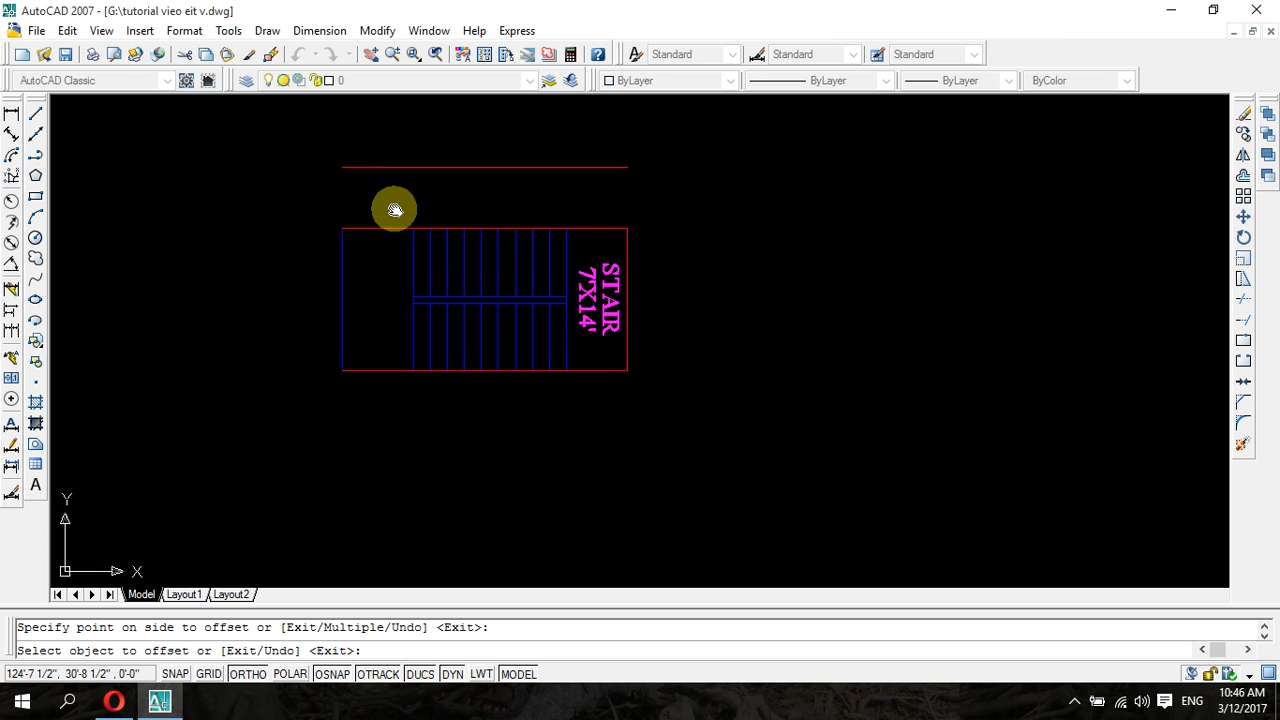 AutoCAD 2007 - [G:\tutorial vieo eit v.dwg]
File Edit View Insert Format Tools Draw Dimension Modify Window Help Express
Standard Standard Standard
AutoCAD Classic 0 ByLayer ByLayer ByLayer ByColor
STAIR
7'X14'
Y
X
Model Layout1 Layout2
Specify point on side to offset or [Exit/Multiple/Undo] <Exit>:
Select object to offset or [Exit/Undo] <Exit>:
124'-7 1/2", 30'-8 1/2", 0'-0" SNAP GRID ORTHO POLAR OSNAP OTRACK DUCS DYN LWT MODEL
ENG
10:46 AM
3/12/2017